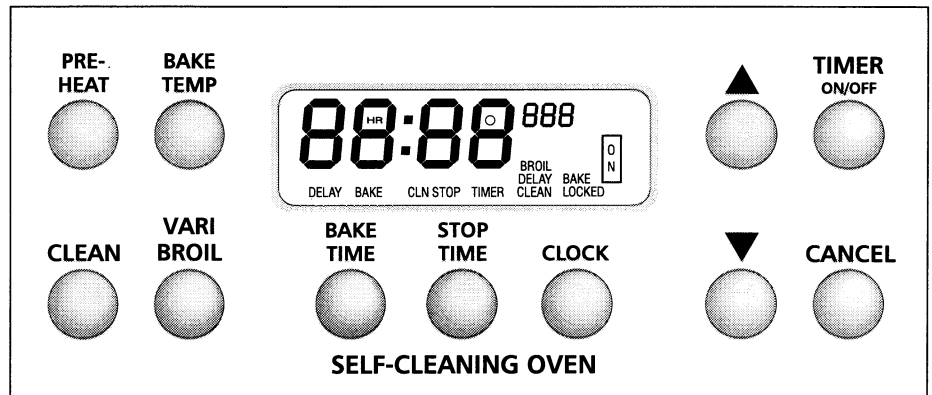 PRE-
HEAT
BAKE
TEMP
88:88 888
HR
BROIL
DELAY BAKE
CLEAN LOCKED
O
N
DELAY BAKE CLN STOP TIMER
▲
TIMER
ON/OFF
CLEAN
VARI
BROIL
BAKE
TIME
STOP
TIME
CLOCK
▼
CANCEL
SELF-CLEANING OVEN